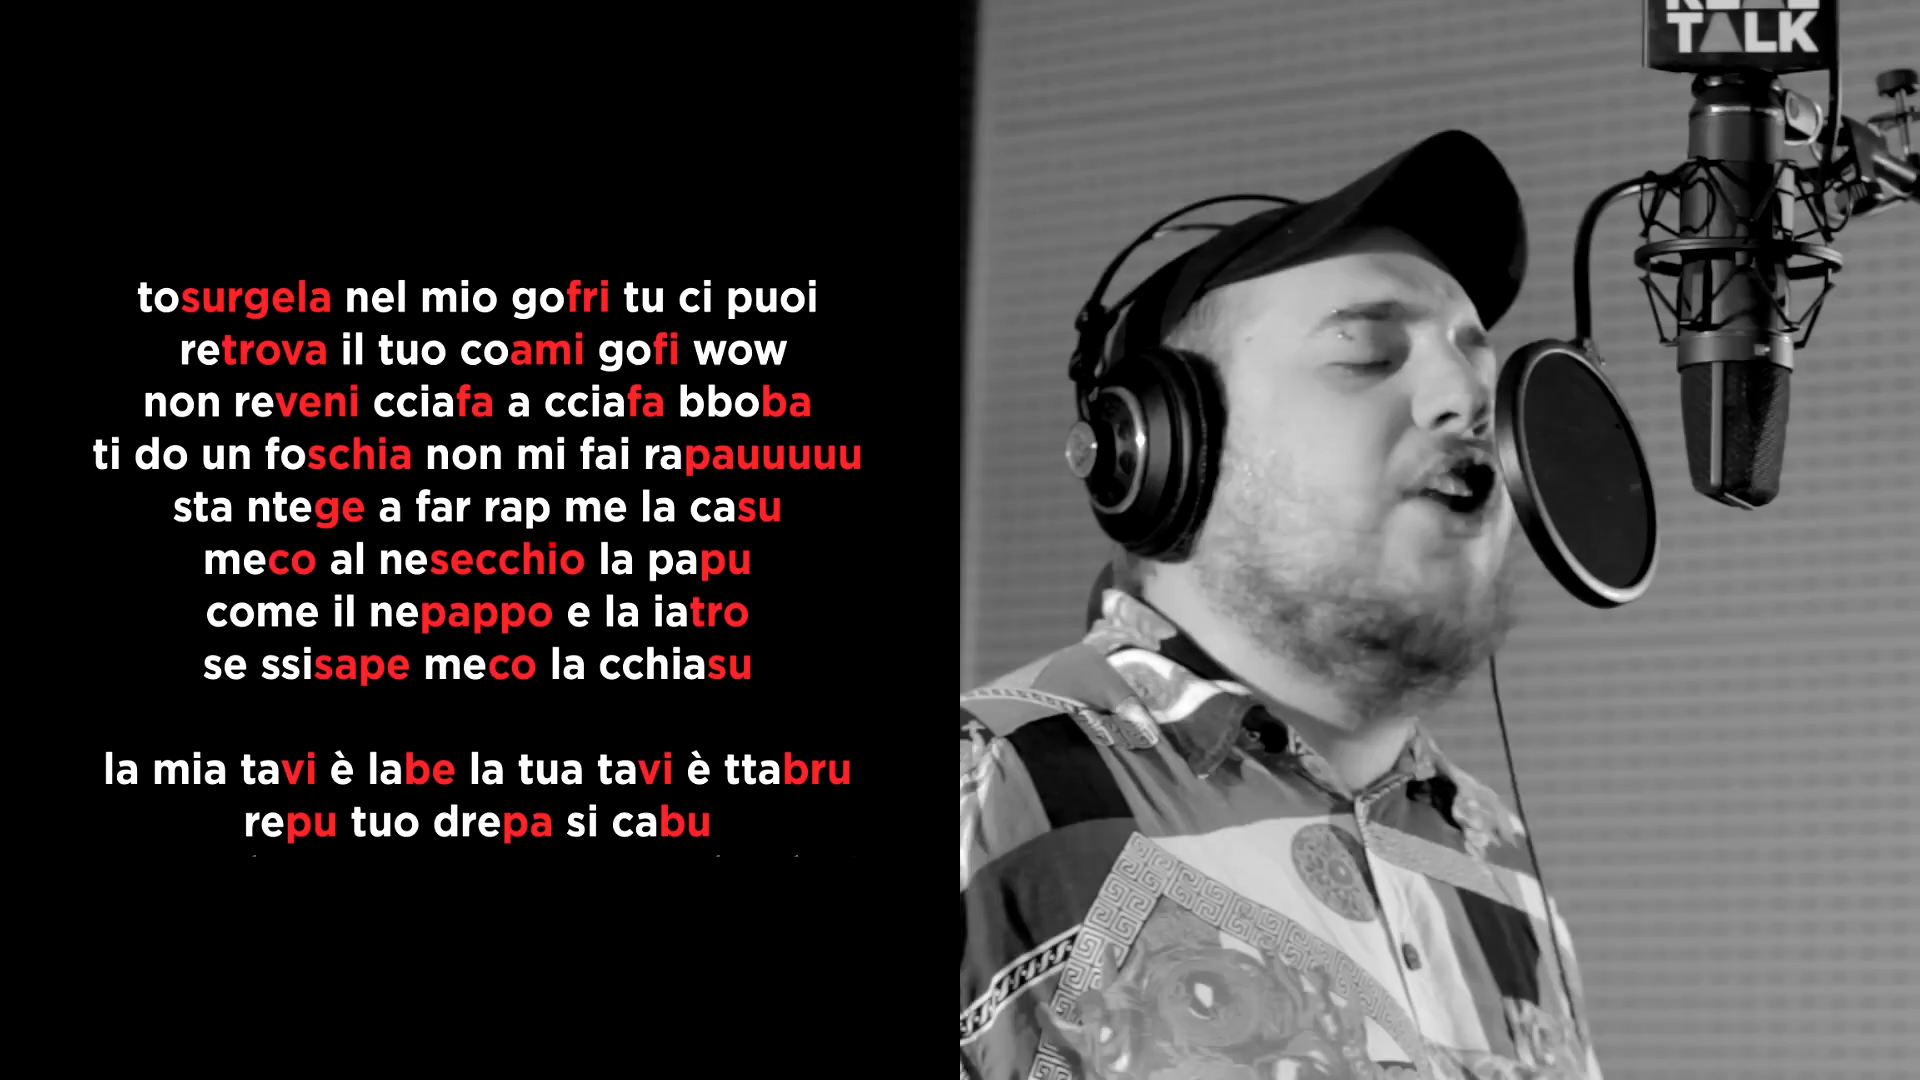 tosurgela nel mio gofri tu ci puoi
retrova il tuo coami gofi wow
non reveni cciafa a cciafa bboba
ti do un foschia non mi fai rapauuuuu
sta ntege a far rap me la casu
meco al nesecchio la papu
come il nepappo e la iatro
se ssisape meco la cchiasu
la mia tavi è labe la tua tavi è ttabru
repu tuo drepa si cabu
REAL
TALK